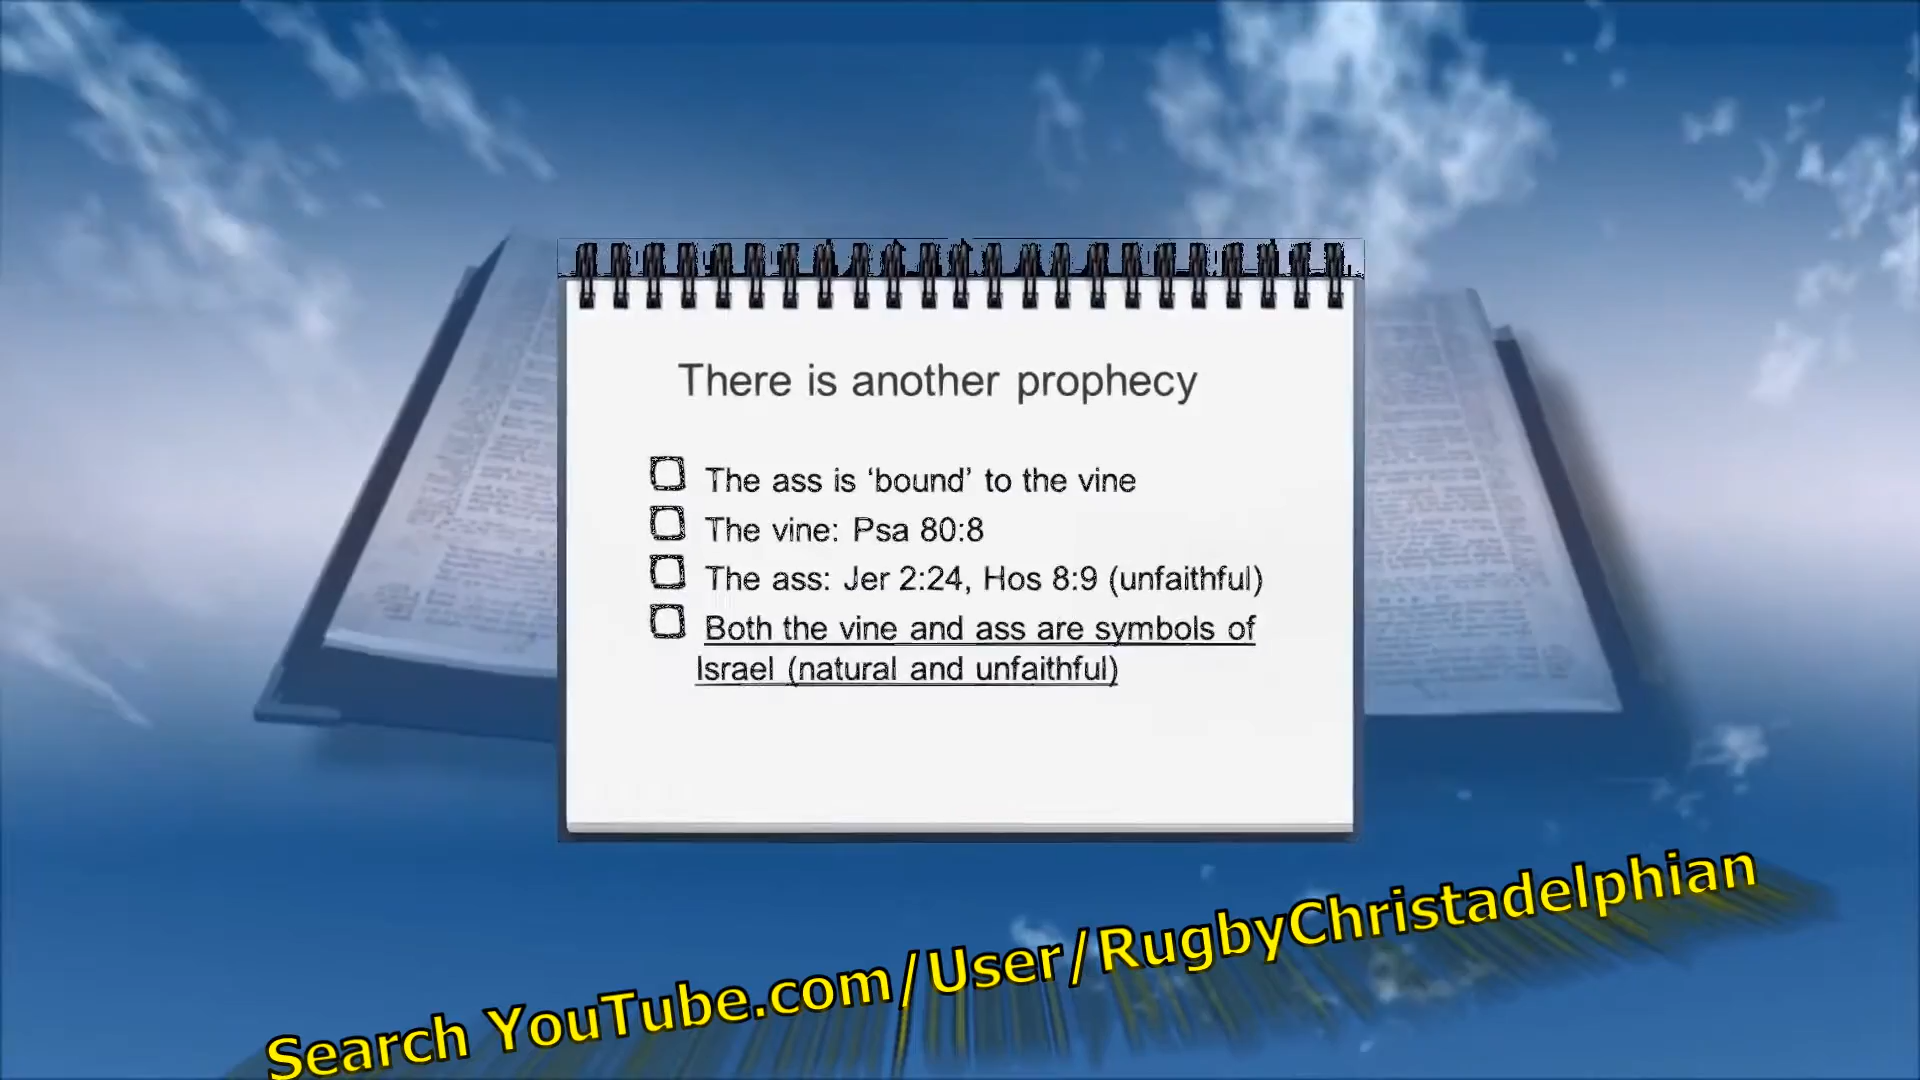 There is another prophecy
The ass is ‘bound’ to the vine
The vine: Psa 80:8
The ass: Jer 2:24, Hos 8:9 (unfaithful)
Both the vine and ass are symbols of
Israel (natural and unfaithful)
Search YouTube.com/User/RugbyChristadelphian